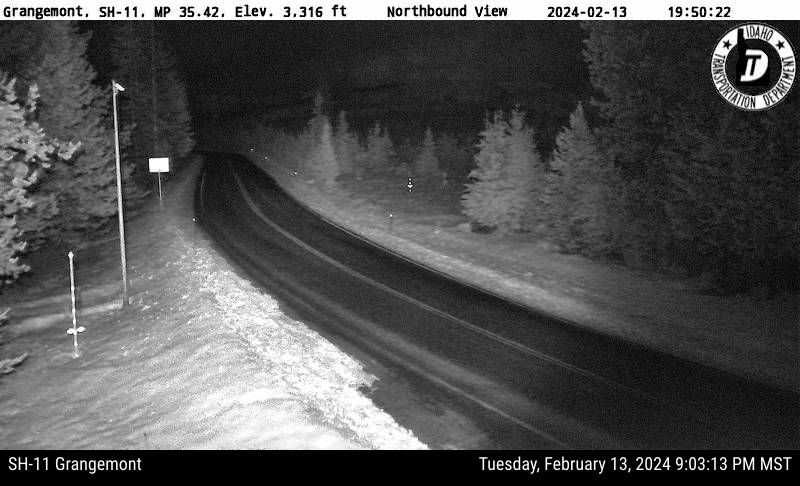 Grangemont, SH-11, MP 35.42, Elev. 3,316 ft Northbound View 2024-02-13 19:50:22
IDAHO
TRANSPORTATION DEPARTMENT
SH-11 Grangemont Tuesday, February 13, 2024 9:03:13 PM MST